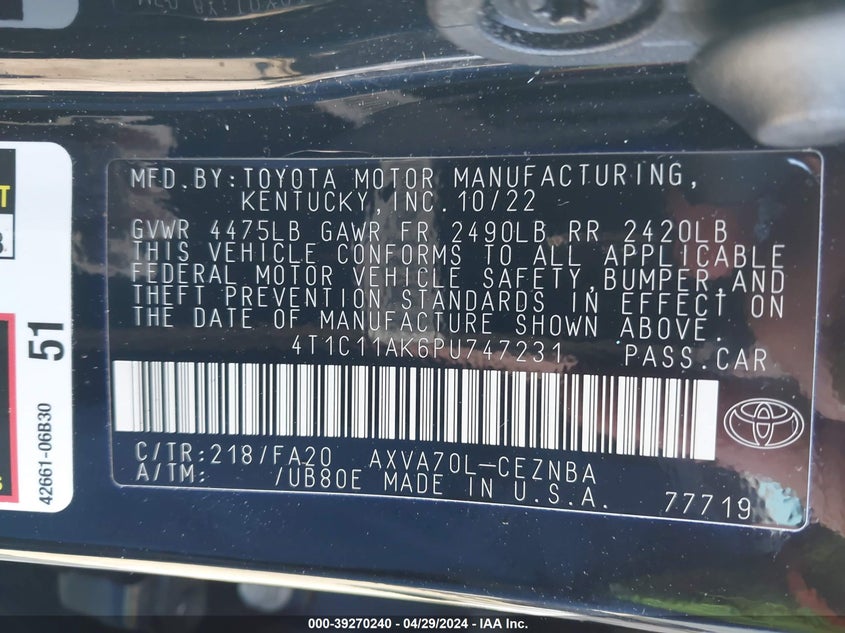 MFD.BY:TOYOTA MOTOR MANUFACTURING,
KENTUCKY,INC.10/22
GVWR 4475LB GAWR FR 2490LB RR 2420LB
THIS VEHICLE CONFORMS TO ALL APPLICABLE
FEDERAL MOTOR VEHICLE SAFETY,BUMPER,AND
THEFT PREVENTION STANDARDS IN EFFECT ON
THE DATE OF MANUFACTURE SHOWN ABOVE.
4T1C11AK6PU747231 PASS.CAR
C/TR:218/FA20 AXVA70L-CEZNBA
A/TM: /UB80E MADE IN U.S.A.
77719
51
42661-06B30
000-39270240 - 04/29/2024 - IAA Inc.